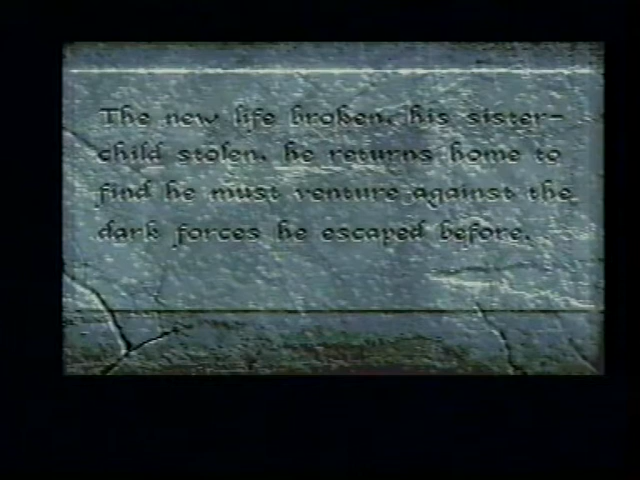 The new life broken, his sister-
child stolen, he returns home to
find he must venture against the
dark forces he escaped before.